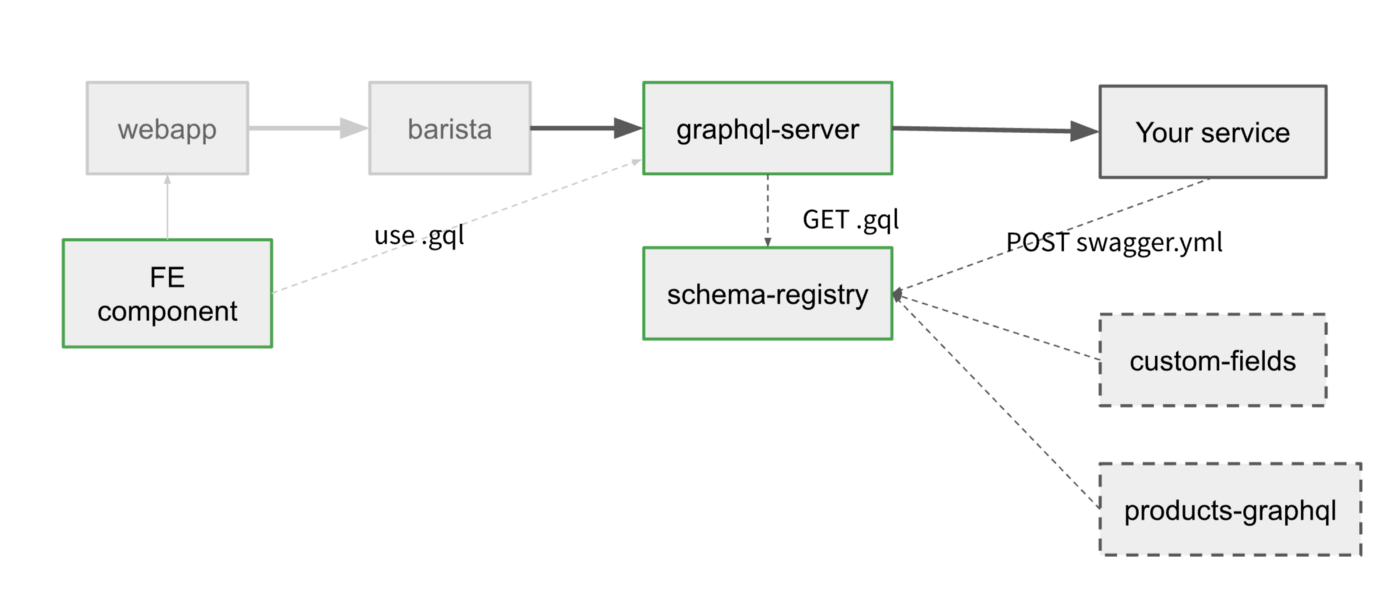 webapp
barista
graphql-server
Your service
use .gql
GET .gql
POST swagger.yml
FE
component
schema-registry
custom-fields
products-graphql